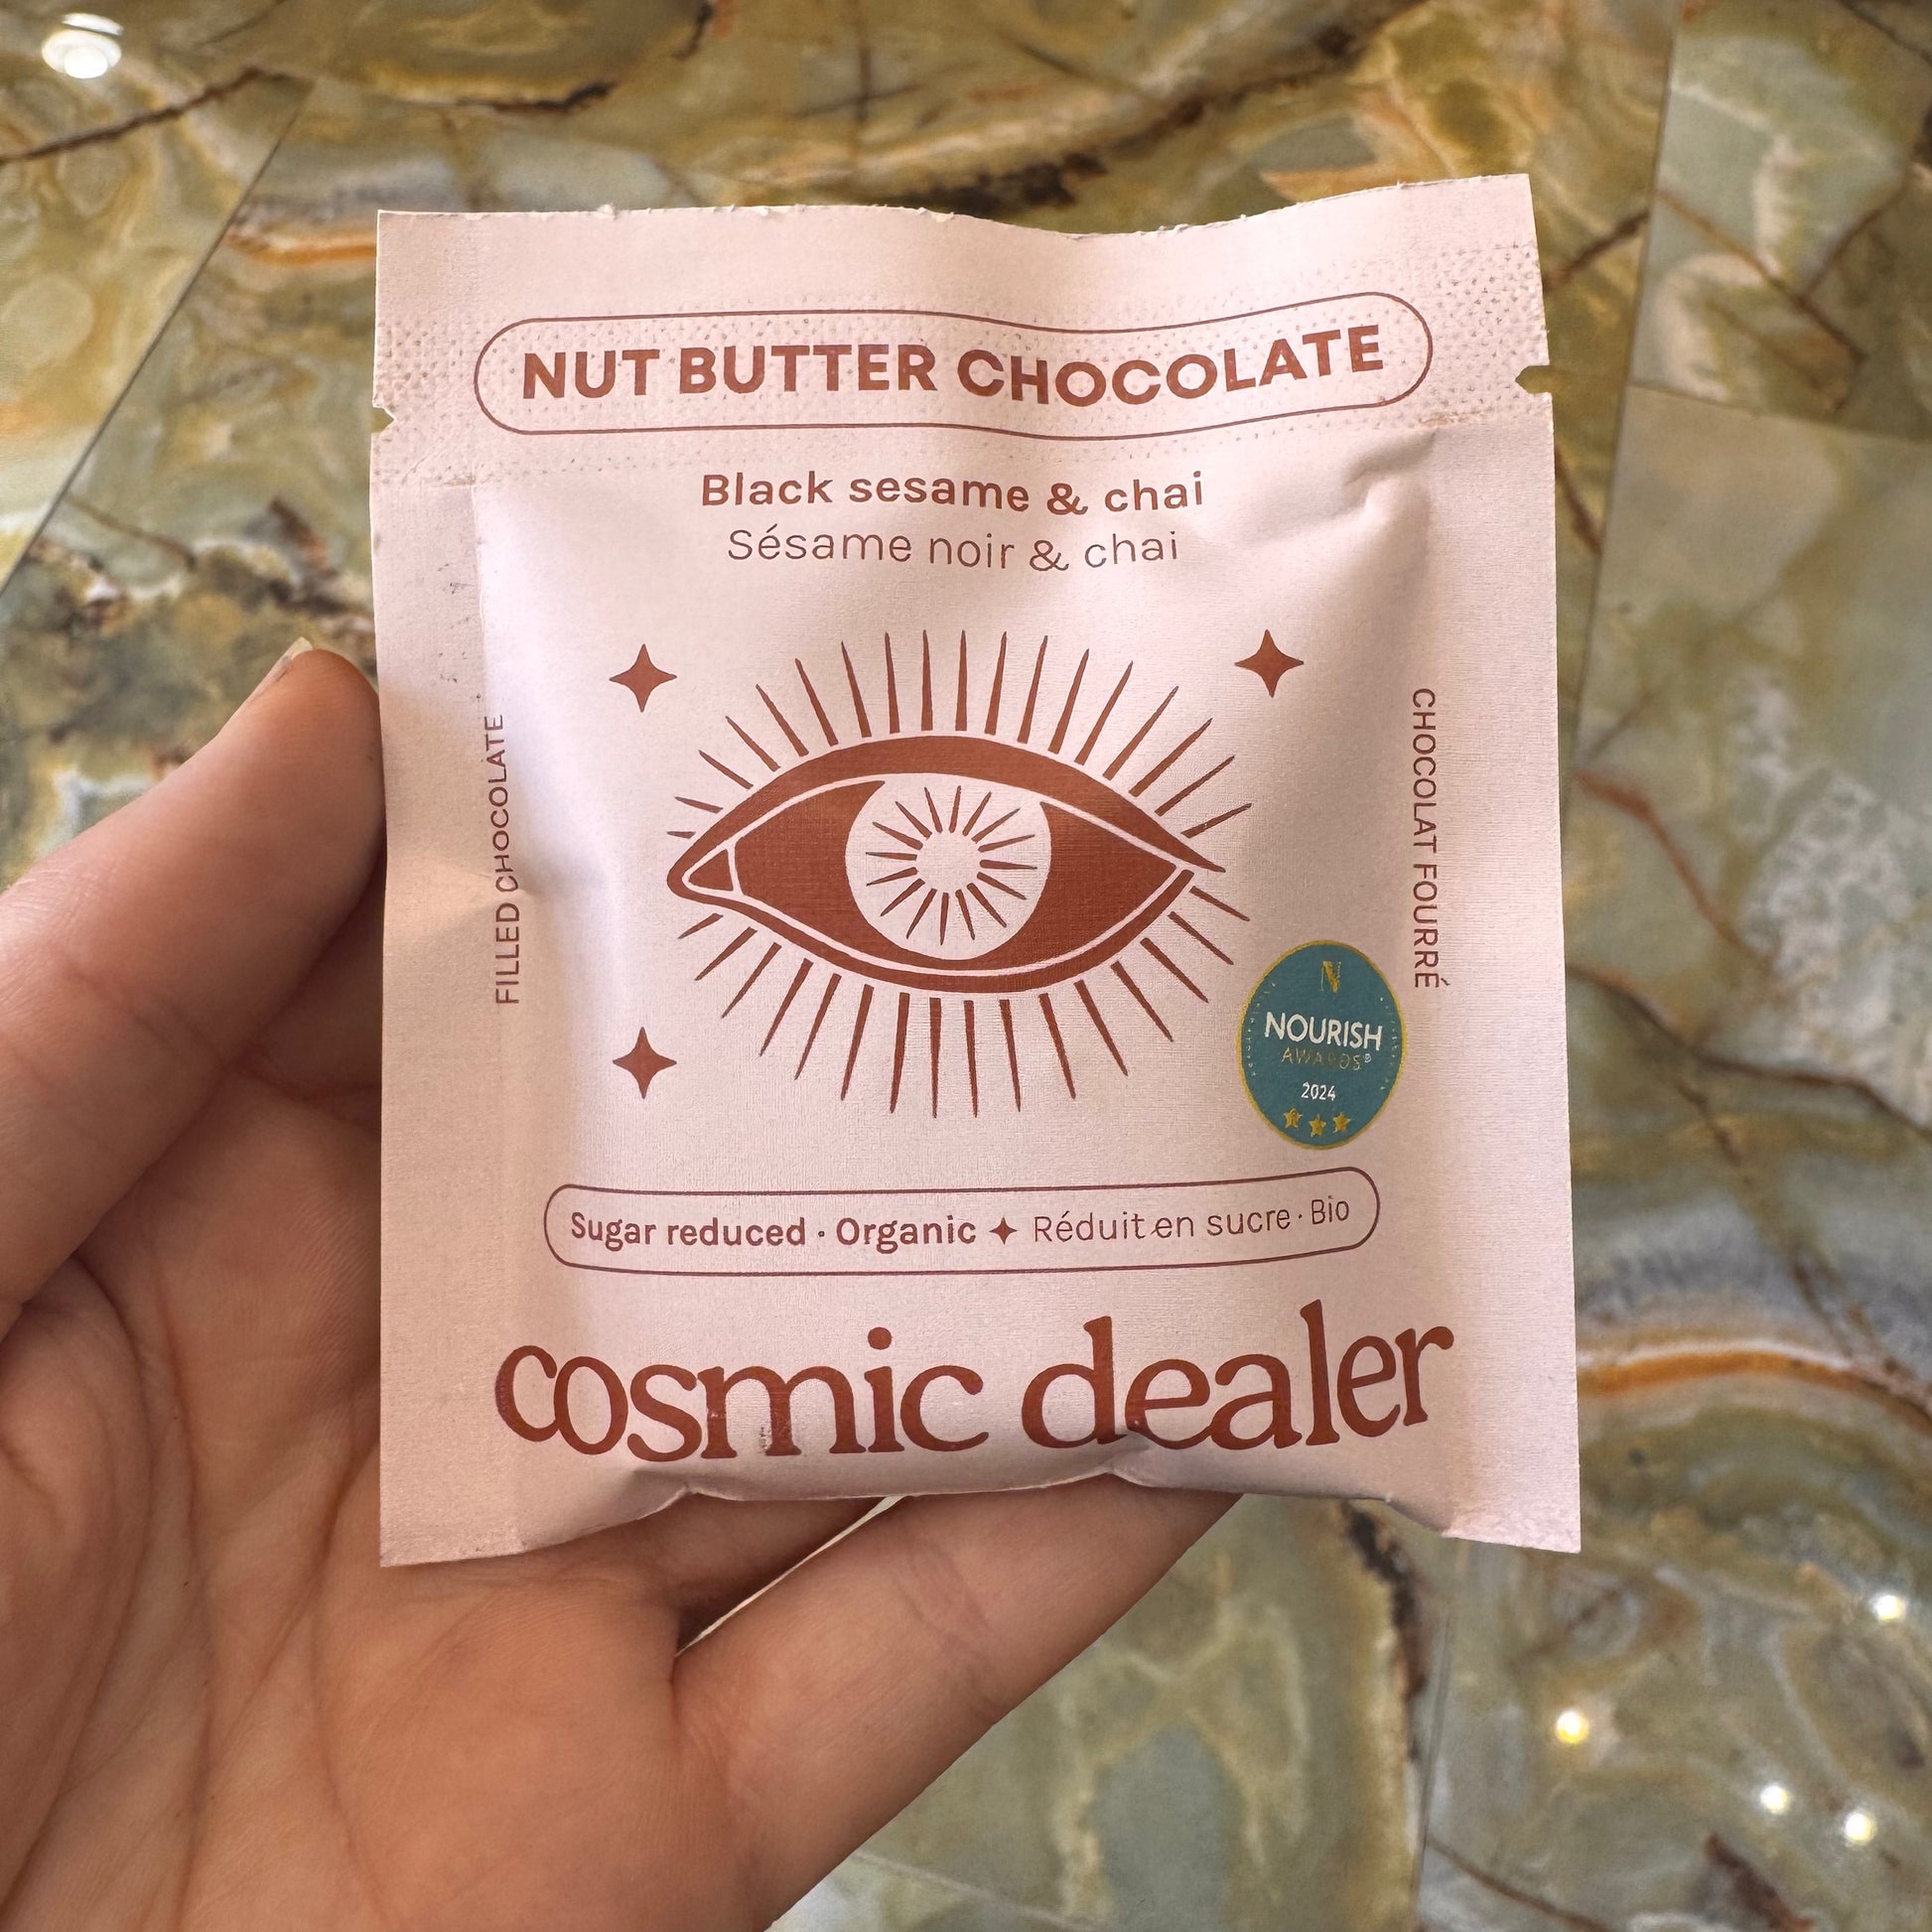 NUT BUTTER CHOCOLATE
Black sesame & chai
Sésame noir & chai
FILLED CHOCOLATE
CHOCOLAT FOURRÉ
N
NOURISH
AWARDS®
2024
Sugar reduced · Organic ✦ Réduit en sucre · Bio
cosmic dealer